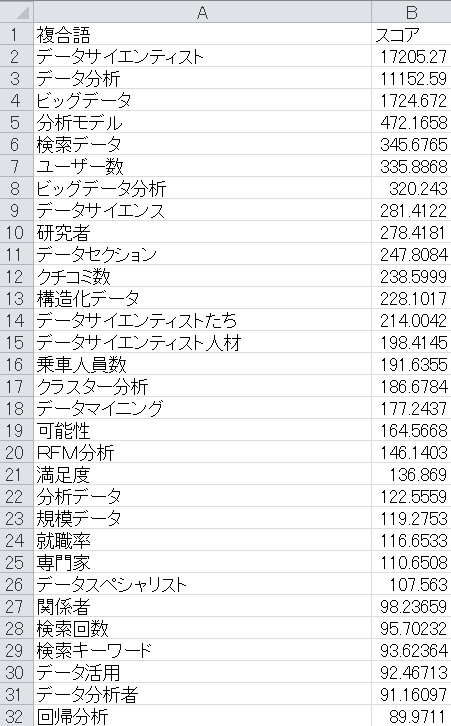 A B
1 複合語 スコア
2 データサイエンティスト 17205.27
3 データ分析 11152.59
4 ビッグデータ 1724.672
5 分析モデル 472.1658
6 検索データ 345.6765
7 ユーザー数 335.8868
8 ビッグデータ分析 320.243
9 データサイエンス 281.4122
10 研究者 278.4181
11 データセクション 247.8084
12 クチコミ数 238.5999
13 構造化データ 228.1017
14 データサイエンティストたち 214.0042
15 データサイエンティスト人材 198.4145
16 乗車人員数 191.6355
17 クラスター分析 186.6784
18 データマイニング 177.2437
19 可能性 164.5668
20 RFM分析 146.1403
21 満足度 136.869
22 分析データ 122.5559
23 規模データ 119.2753
24 就職率 116.6533
25 専門家 110.6508
26 データスペシャリスト 107.563
27 関係者 98.23659
28 検索回数 95.70232
29 検索キーワード 93.62364
30 データ活用 92.46713
31 データ分析者 91.16097
32 回帰分析 89.9711